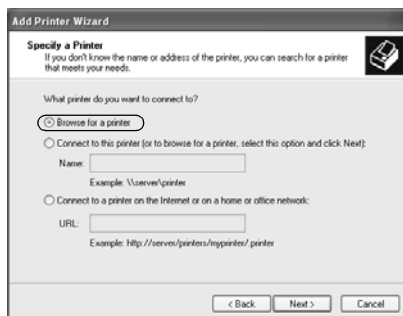 Add Printer Wizard
Specify a Printer
If you don't know the name or address of the printer, you can search for a printer
that meets your needs.
What printer do you want to connect to?
Browse for a printer
Connect to this printer (or to browse for a printer, select this option and click Next):
Name:
Example: \\server\printer
Connect to a printer on the Internet or on a home or office network:
URL:
Example: http://server/printers/myprinter/.printer
< Back Next > Cancel